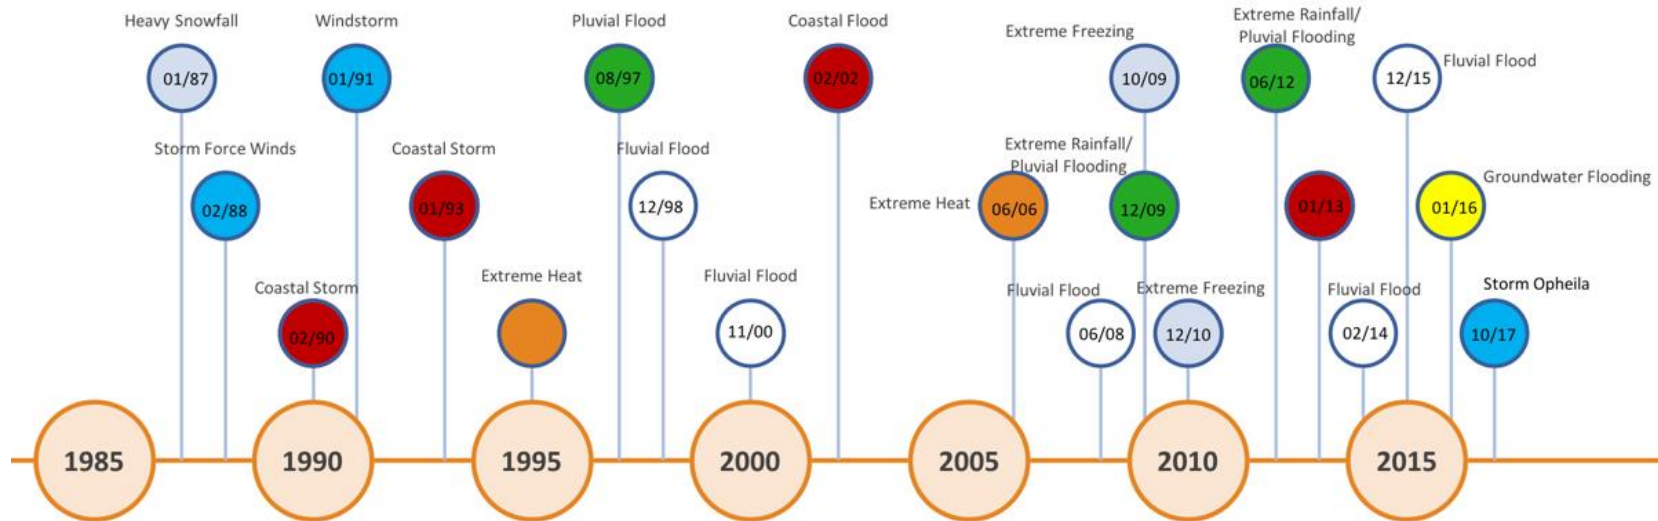 Heavy Snowfall
Windstorm
Pluvial Flood
Coastal Flood
Extreme Freezing
Extreme Rainfall/
Pluvial Flooding
Fluvial Flood
01/87
01/91
08/97
02/02
10/09
06/12
12/15
Storm Force Winds
Coastal Storm
Fluvial Flood
Extreme Heat
Extreme Rainfall/
Pluvial Flooding
Groundwater Flooding
02/88
01/93
12/98
06/06
12/09
01/13
01/16
Coastal Storm
Extreme Heat
Fluvial Flood
Fluvial Flood
Extreme Freezing
Fluvial Flood
Storm Opheila
02/90
11/00
06/08
12/10
02/14
10/17
1985
1990
1995
2000
2005
2010
2015